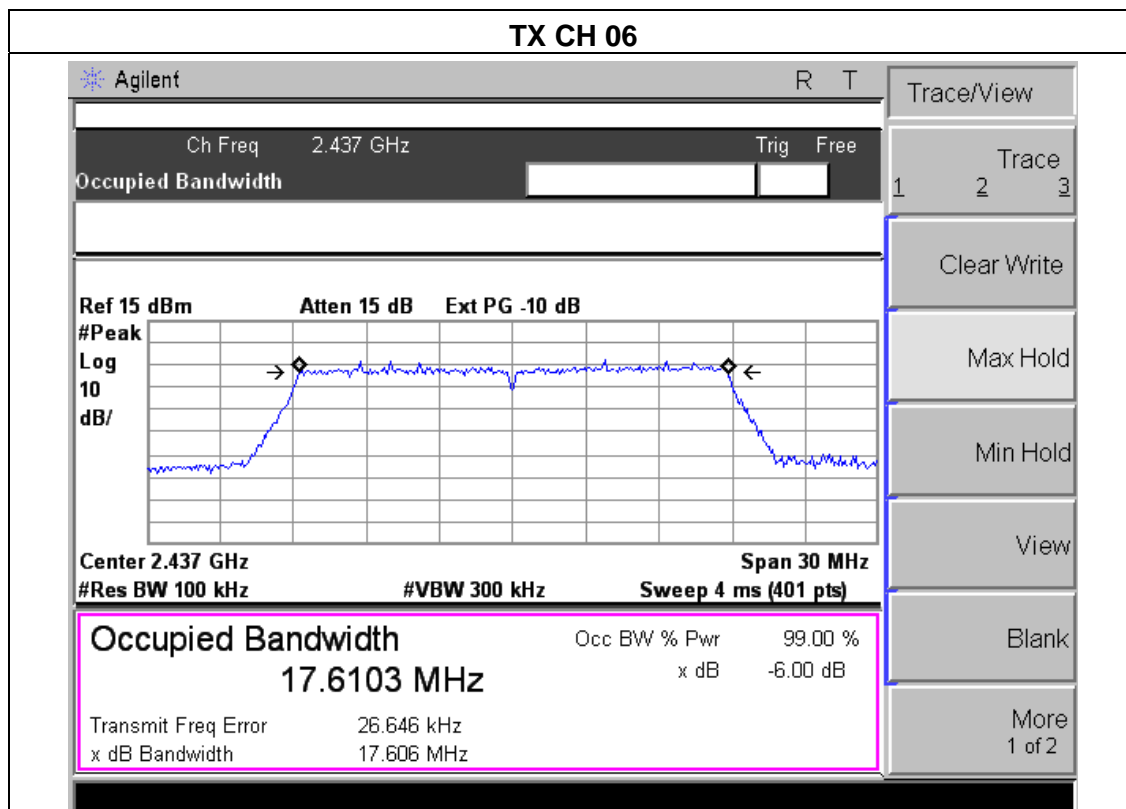 TX CH 06
Agilent R T
Trace/View
Ch Freq 2.437 GHz Trig Free
Occupied Bandwidth
Trace
1 2 3
Clear Write
Ref 15 dBm Atten 15 dB Ext PG -10 dB
#Peak
Log
10
dB/
Max Hold
Min Hold
View
Center 2.437 GHz Span 30 MHz
#Res BW 100 kHz #VBW 300 kHz Sweep 4 ms (401 pts)
Occupied Bandwidth Occ BW % Pwr 99.00 %
17.6103 MHz x dB -6.00 dB
Blank
Transmit Freq Error 26.646 kHz
x dB Bandwidth 17.606 MHz
More
1 of 2